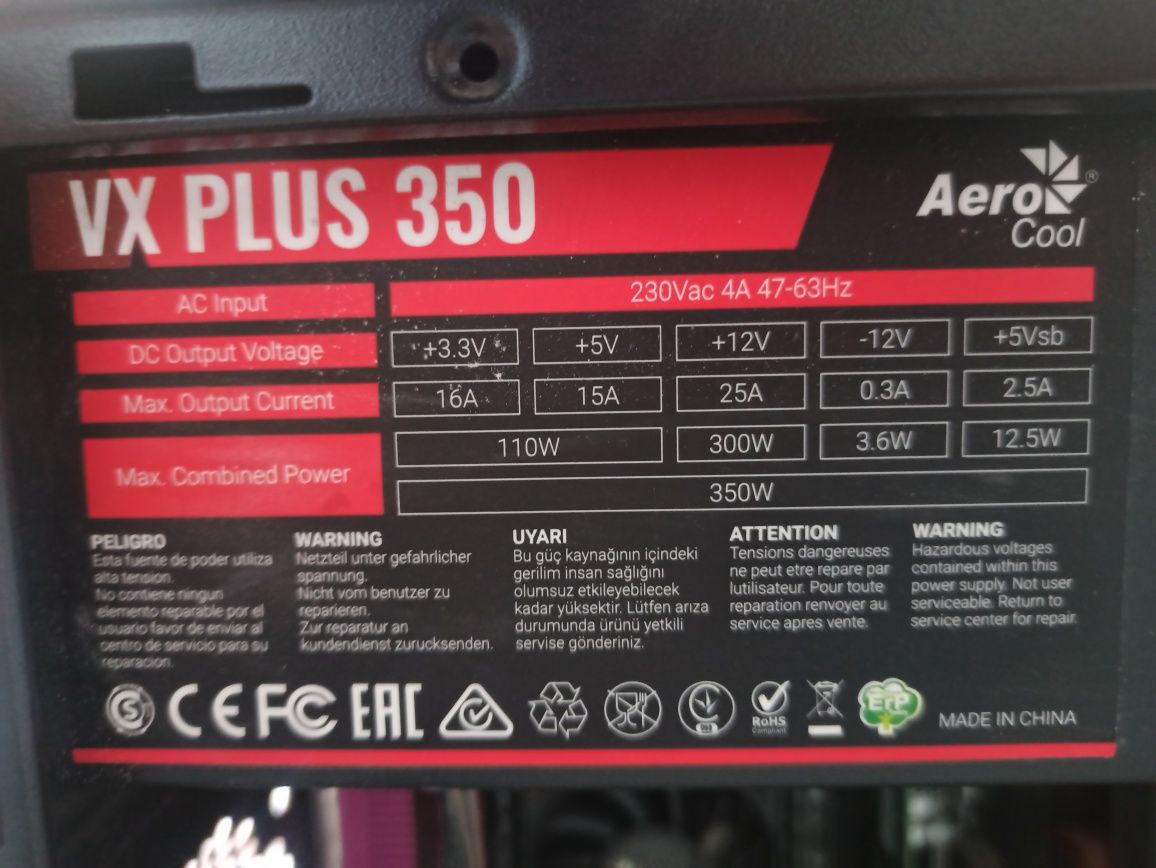 VX PLUS 350
Aero
Cool
®
AC Input 230Vac 4A 47-63Hz
DC Output Voltage +3.3V +5V +12V -12V +5Vsb
Max. Output Current 16A 15A 25A 0.3A 2.5A
Max. Combined Power 110W 300W 3.6W 12.5W
350W
PELIGRO
Esta fuente de poder utiliza
alta tension.
No contiene ningun
elemento reparable por el
usuario favor de enviar al
centro de servicio para su
reparacion.
WARNING
Netzteil unter gefahrlicher
spannung.
Nicht vom benutzer zu
reparieren.
Zur reparatur an
kundendienst zurucksenden.
UYARI
Bu güç kaynağının içindeki
gerilim insan sağlığını
olumsuz etkileyebilecek
kadar yüksektir. Lütfen arıza
durumunda ürünü yetkili
servise gönderiniz.
ATTENTION
Tensions dangereuses
ne peut etre repare par
lutilisateur. Pour toute
reparation renvoyer au
service apres vente.
WARNING
Hazardous voltages
contained within this
power supply. Not user
serviceable. Return to
service center for repair.
S CE FC EAC RoHS Compliant ErP MADE IN CHINA